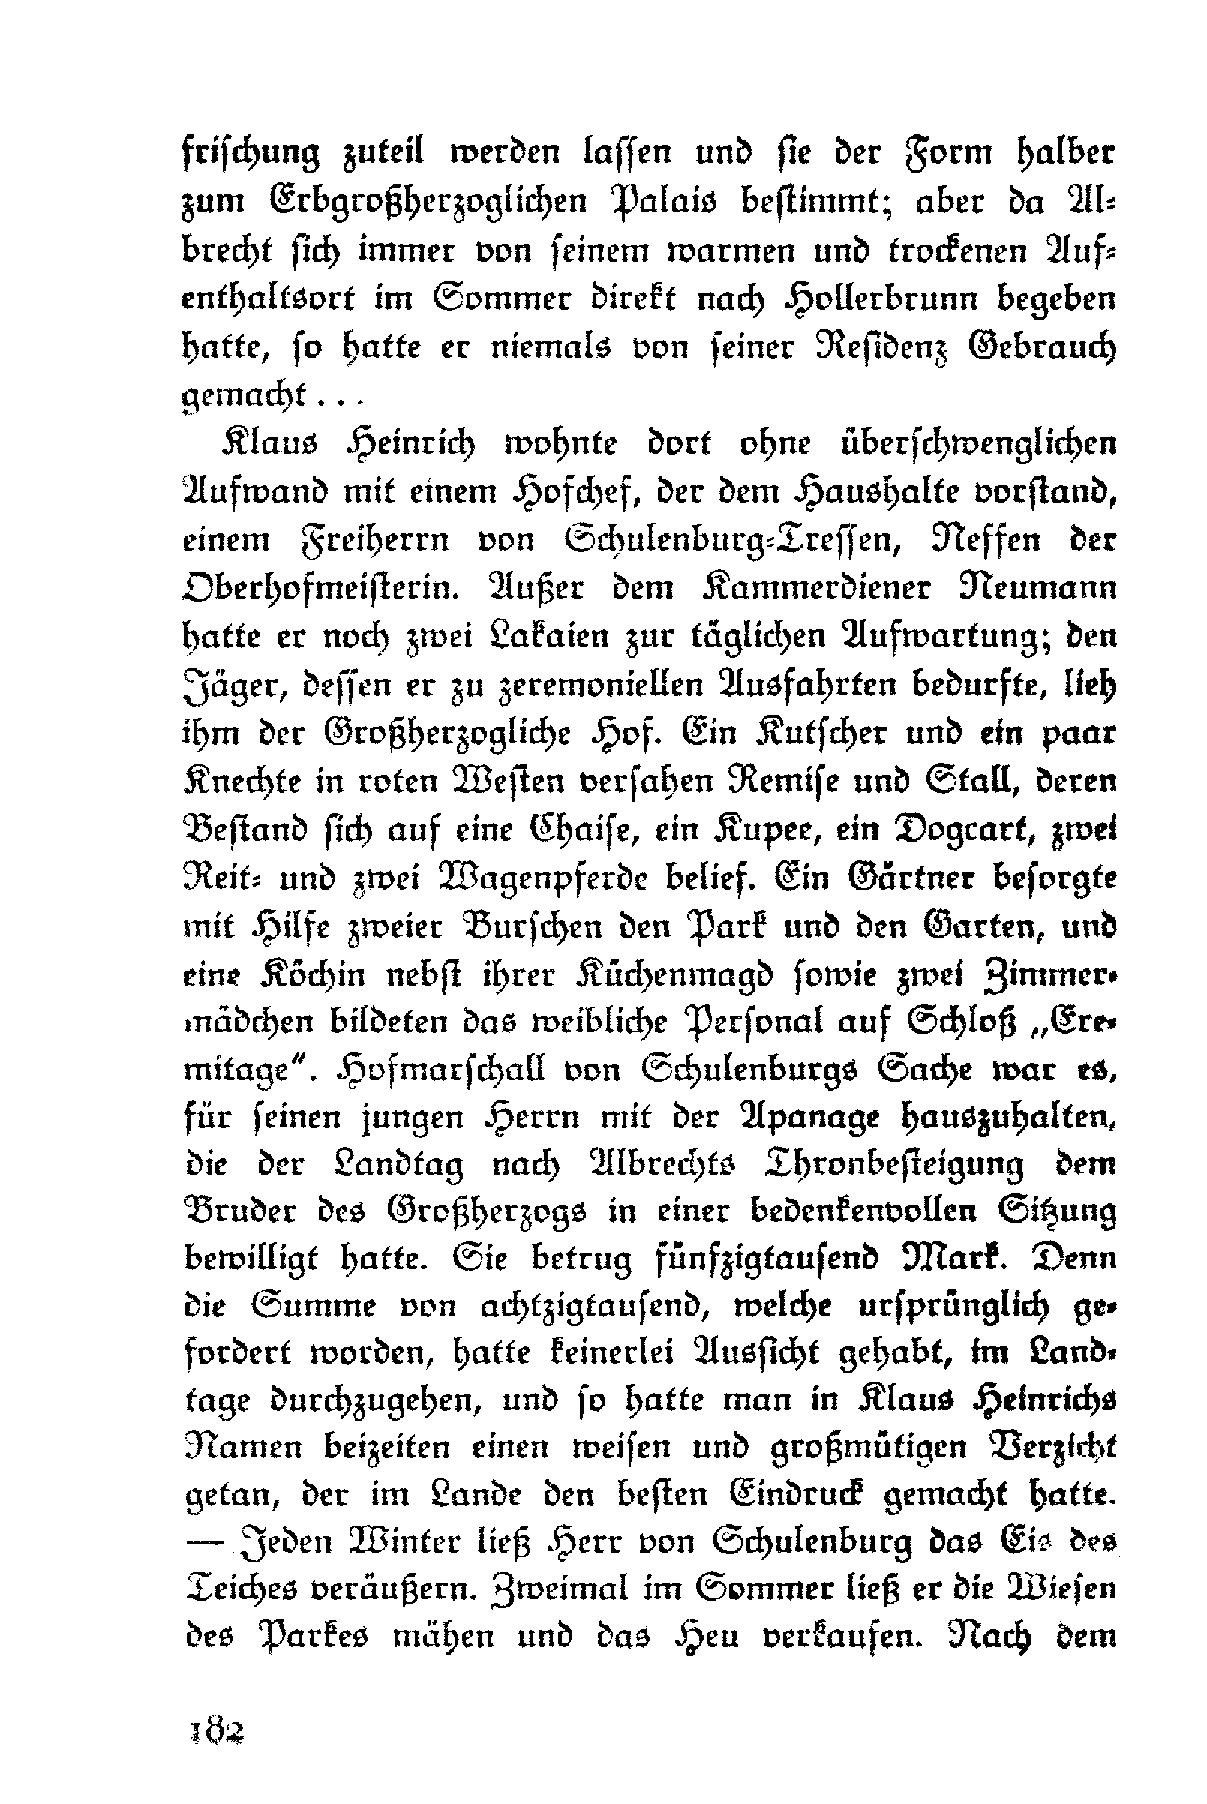 frischung zuteil werden lassen und sie der Form halber
zum Erbgroßherzoglichen Palais bestimmt; aber da Al-
brecht sich immer von seinem warmen und trockenen Auf-
enthaltsort im Sommer direkt nach Hollerbrunn begeben
hatte, so hatte er niemals von seiner Residenz Gebrauch
gemacht . . .
Klaus Heinrich wohnte dort ohne überschwenglichen
Aufwand mit einem Hofchef, der dem Haushalte vorstand,
einem Freiherrn von Schulenburg-Tressen, Neffen der
Oberhofmeisterin. Außer dem Kammerdiener Neumann
hatte er noch zwei Lakaien zur täglichen Aufwartung; den
Jäger, dessen er zu zeremoniellen Ausfahrten bedurfte, lieh
ihm der Großherzogliche Hof. Ein Kutscher und ein paar
Knechte in roten Westen versahen Remise und Stall, deren
Bestand sich auf eine Chaise, ein Kupee, ein Dogcart, zwei
Reit- und zwei Wagenpferde belief. Ein Gärtner besorgte
mit Hilfe zweier Burschen den Park und den Garten, und
eine Köchin nebst ihrer Küchenmagd sowie zwei Zimmer-
mädchen bildeten das weibliche Personal auf Schloß „Ere-
mitage“. Hofmarschall von Schulenburgs Sache war es,
für seinen jungen Herrn mit der Apanage hauszuhalten,
die der Landtag nach Albrechts Thronbesteigung dem
Bruder des Großherzogs in einer bedenkenvollen Sitzung
bewilligt hatte. Sie betrug fünfzigtausend Mark. Denn
die Summe von achtzigtausend, welche ursprünglich ge-
fordert worden, hatte keinerlei Aussicht gehabt, im Land-
tage durchzugehen, und so hatte man in Klaus Heinrichs
Namen beizeiten einen weisen und großmütigen Verzicht
getan, der im Lande den besten Eindruck gemacht hatte.
— Jeden Winter ließ Herr von Schulenburg das Eis des
Teiches veräußern. Zweimal im Sommer ließ er die Wiesen
des Parkes mähen und das Heu verkaufen. Nach dem
182